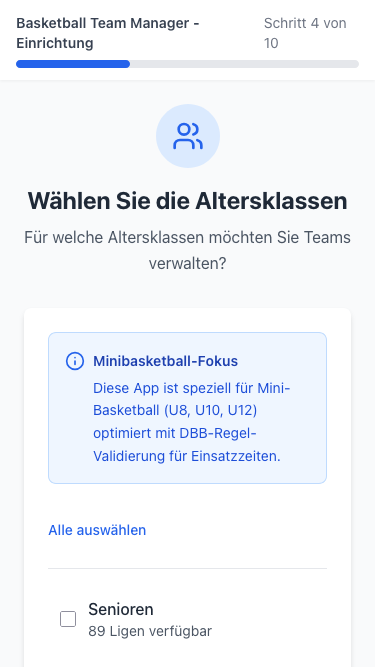 Basketball Team Manager -
Einrichtung
Schritt 4 von
10
Wählen Sie die Altersklassen
Für welche Altersklassen möchten Sie Teams
verwalten?
Minibasketball-Fokus
Diese App ist speziell für Mini-
Basketball (U8, U10, U12)
optimiert mit DBB-Regel-
Validierung für Einsatzzeiten.
Alle auswählen
Senioren
89 Ligen verfügbar